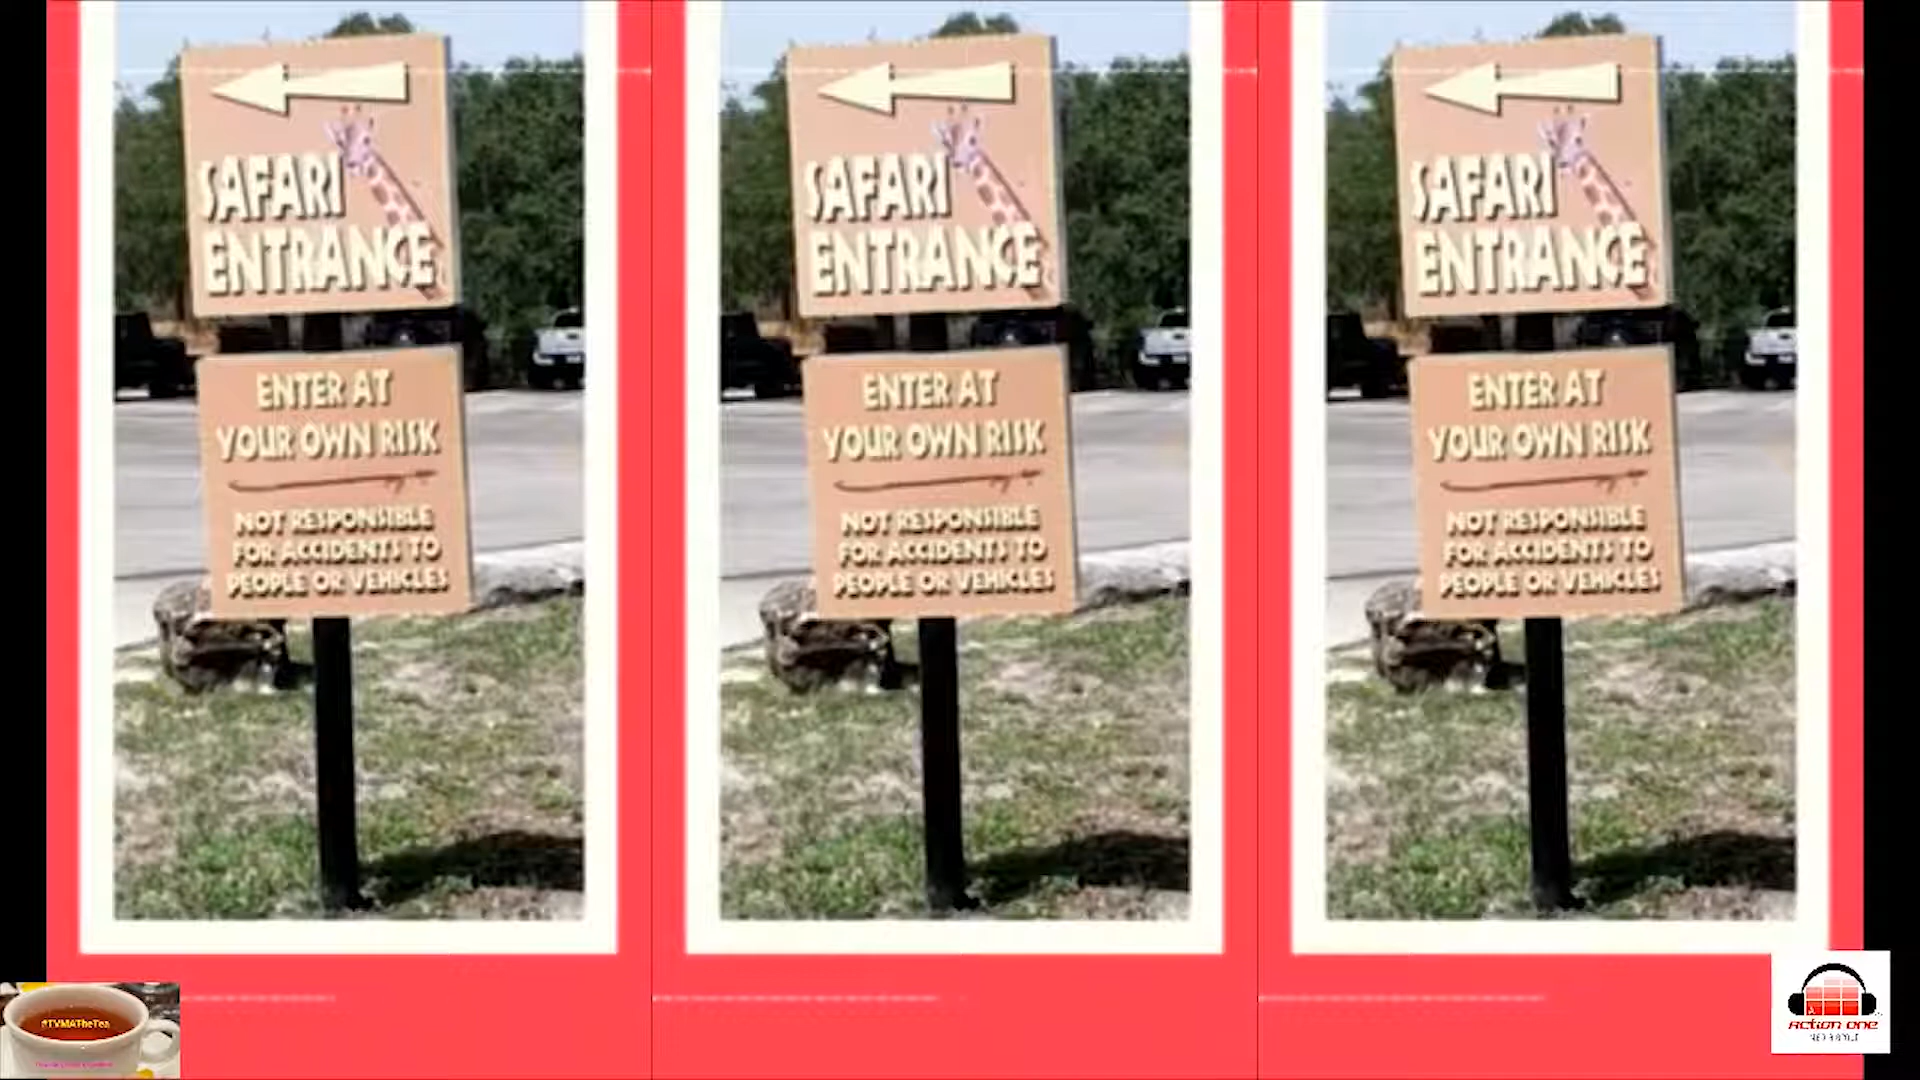 SAFARI
ENTRANCE
ENTER AT
YOUR OWN RISK
NOT RESPONSIBLE
FOR ACCIDENTS TO
PEOPLE OR VEHICLES
SAFARI
ENTRANCE
ENTER AT
YOUR OWN RISK
NOT RESPONSIBLE
FOR ACCIDENTS TO
PEOPLE OR VEHICLES
SAFARI
ENTRANCE
ENTER AT
YOUR OWN RISK
NOT RESPONSIBLE
FOR ACCIDENTS TO
PEOPLE OR VEHICLES
#TVMATheTea
ACTION ONE